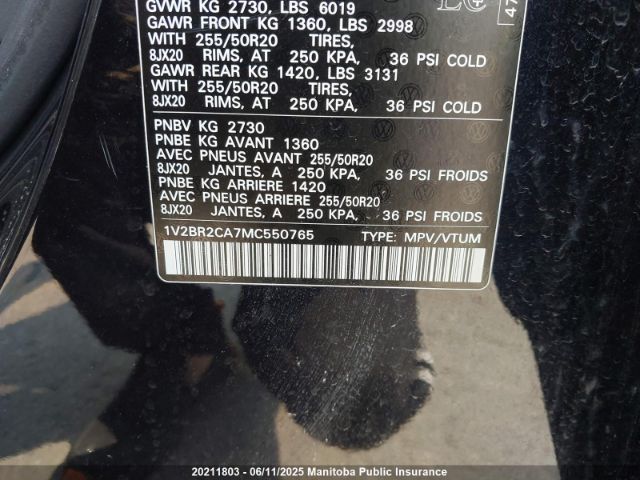 GVWR KG 2730, LBS 6019
GAWR FRONT KG 1360, LBS 2998
WITH 255/50R20 TIRES,
8JX20 RIMS, AT 250 KPA, 36 PSI COLD
GAWR REAR KG 1420, LBS 3131
WITH 255/50R20 TIRES,
8JX20 RIMS, AT 250 KPA, 36 PSI COLD
PNBV KG 2730
PNBE KG AVANT 1360
AVEC PNEUS AVANT 255/50R20
8JX20 JANTES, A 250 KPA, 36 PSI FROIDS
PNBE KG ARRIERE 1420
AVEC PNEUS ARRIERE 255/50R20
8JX20 JANTES, A 250 KPA, 36 PSI FROIDS
1V2BR2CA7MC550765 TYPE: MPV/VTUM
47
20211803 - 06/11/2025 Manitoba Public Insurance